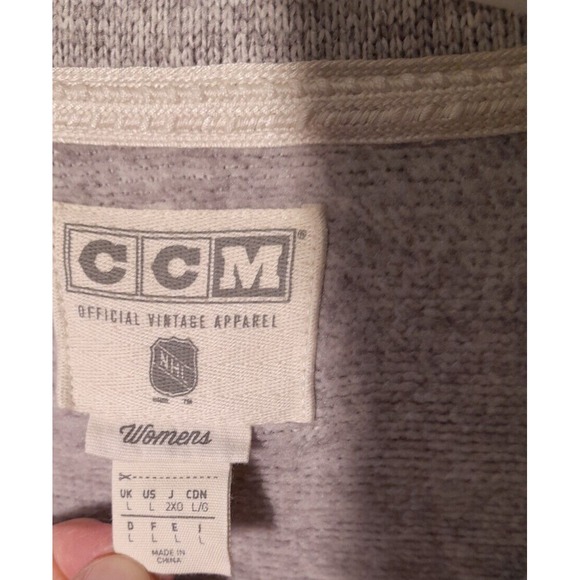 CCM®
OFFICIAL VINTAGE APPAREL
NHL
Womens
UK US J CDN
L L 2XO L/G
D F E I
L L L L
MADE IN
CHINA